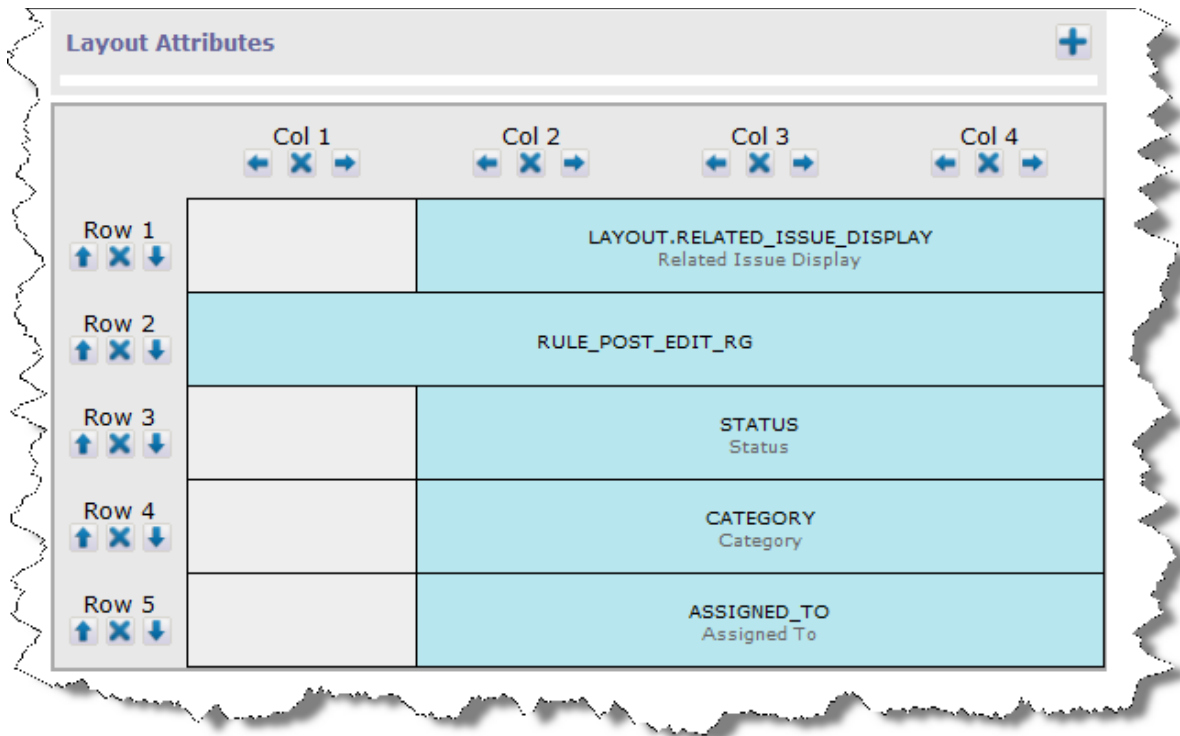 Layout Attributes
Col 1 Col 2 Col 3 Col 4
Row 1
LAYOUT.RELATED_ISSUE_DISPLAY
Related Issue Display
Row 2
RULE_POST_EDIT_RG
Row 3
STATUS
Status
Row 4
CATEGORY
Category
Row 5
ASSIGNED_TO
Assigned To